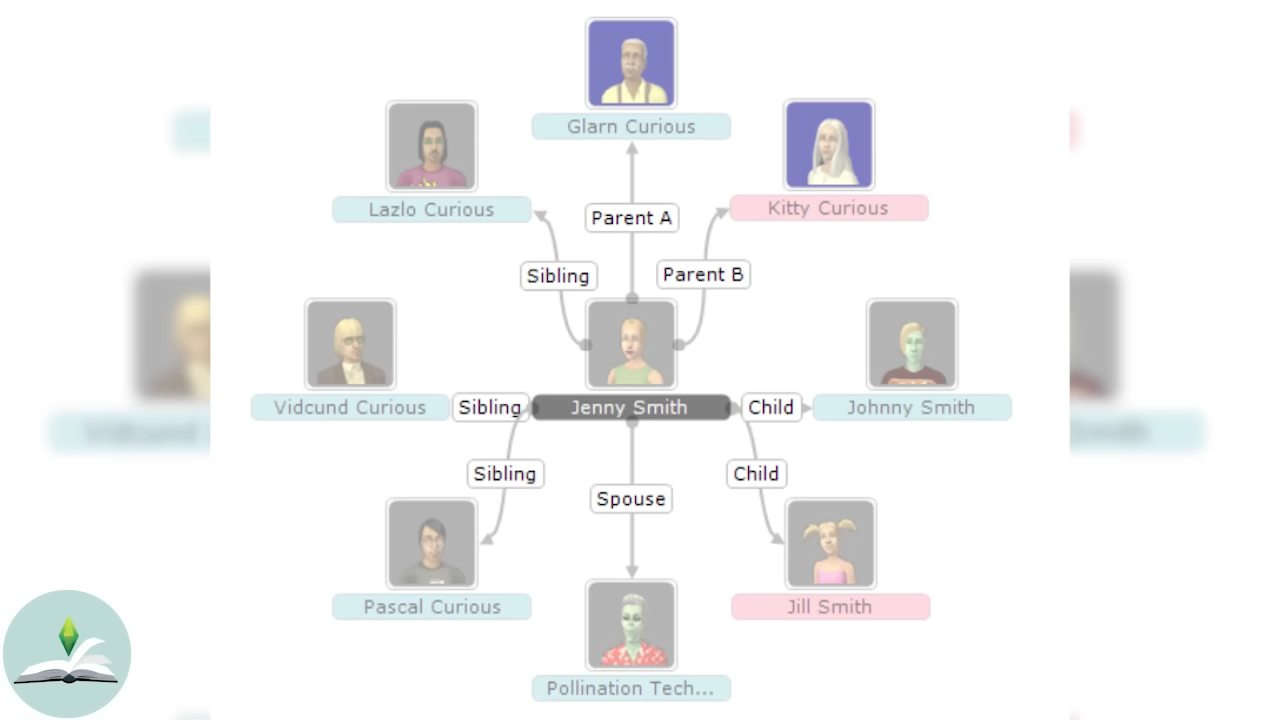 Glarn Curious
Lazlo Curious
Kitty Curious
Parent A
Sibling
Parent B
Vidcund Curious
Sibling
Jenny Smith
Child
Johnny Smith
Sibling
Spouse
Child
Pascal Curious
Jill Smith
Pollination Tech...